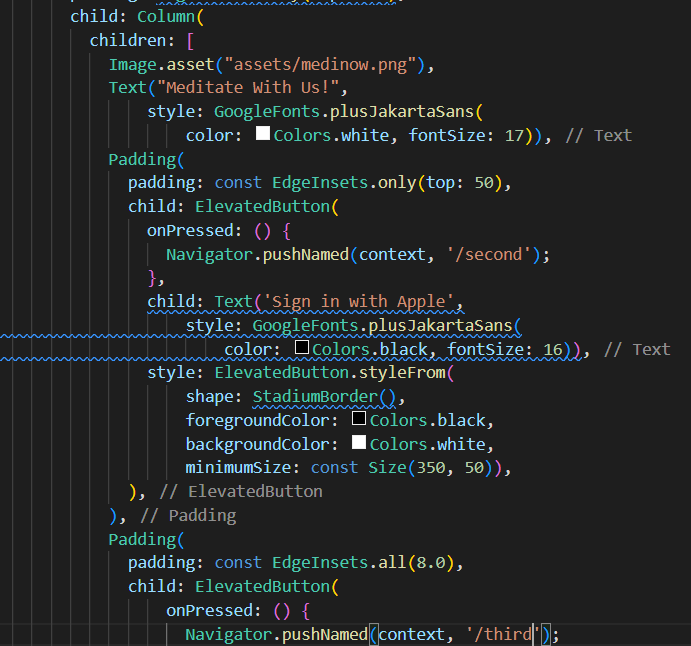 child: Column(
children: [
Image.asset("assets/medinow.png"),
Text("Meditate With Us!",
style: GoogleFonts.plusJakartaSans(
color: Colors.white, fontSize: 17)), // Text
Padding(
padding: const EdgeInsets.only(top: 50),
child: ElevatedButton(
onPressed: () {
Navigator.pushNamed(context, '/second');
},
child: Text('Sign in with Apple',
style: GoogleFonts.plusJakartaSans(
color: Colors.black, fontSize: 16)), // Text
style: ElevatedButton.styleFrom(
shape: StadiumBorder(),
foregroundColor: Colors.black,
backgroundColor: Colors.white,
minimumSize: const Size(350, 50)),
), // ElevatedButton
), // Padding
Padding(
padding: const EdgeInsets.all(8.0),
child: ElevatedButton(
onPressed: () {
Navigator.pushNamed(context, '/third');